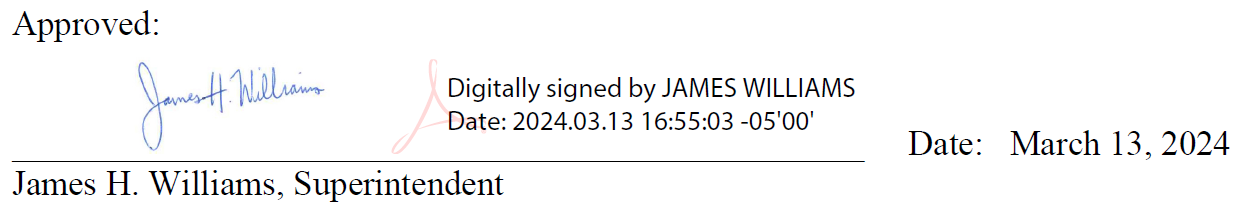 Approved:
James H. Williams
Digitally signed by JAMES WILLIAMS
Date: 2024.03.13 16:55:03 -05'00'
Date: March 13, 2024
James H. Williams, Superintendent